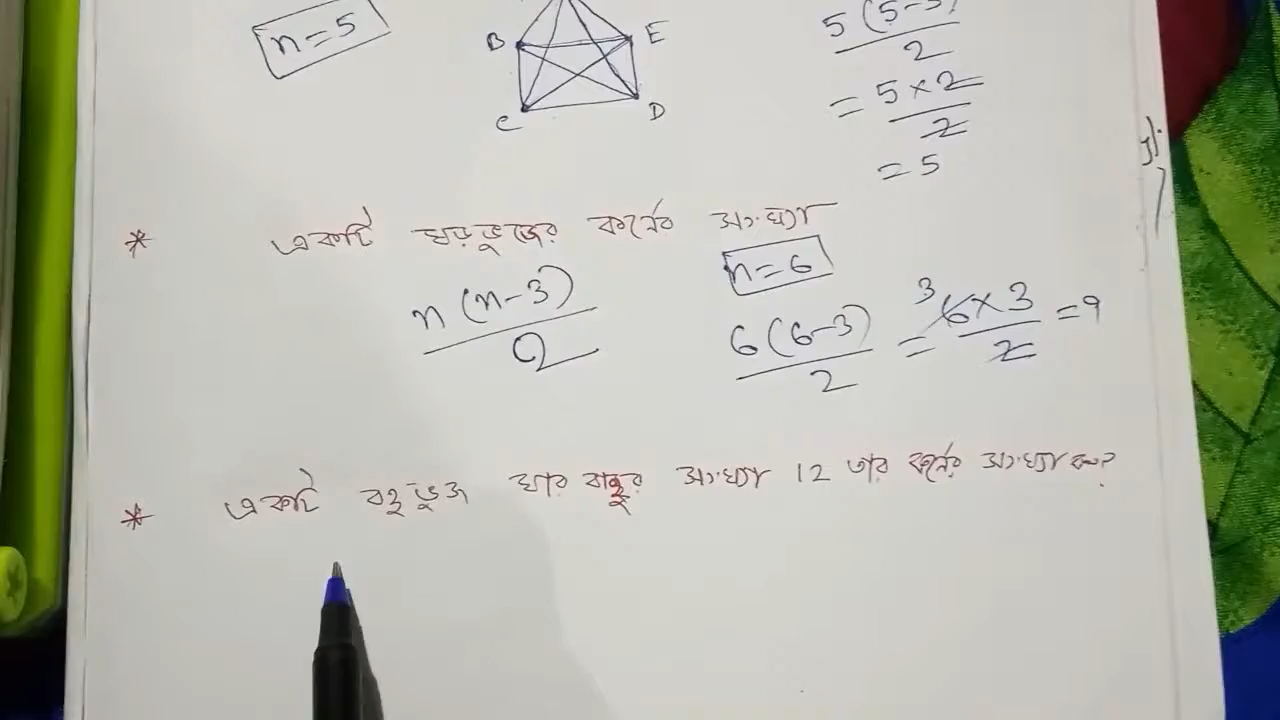 n=5
B E
C D
5(5-3)
2
= 5×2
2
= 5
* একটি ষড়ভুজের কর্নের সংখ্যা
n=6
n(n-3)
2
6(6-3)
2
= 3 6×3
2
=9
* একটি বহুভুজ যার বাহুর সংখ্যা 12 তার কর্নের সংখ্যা কত?